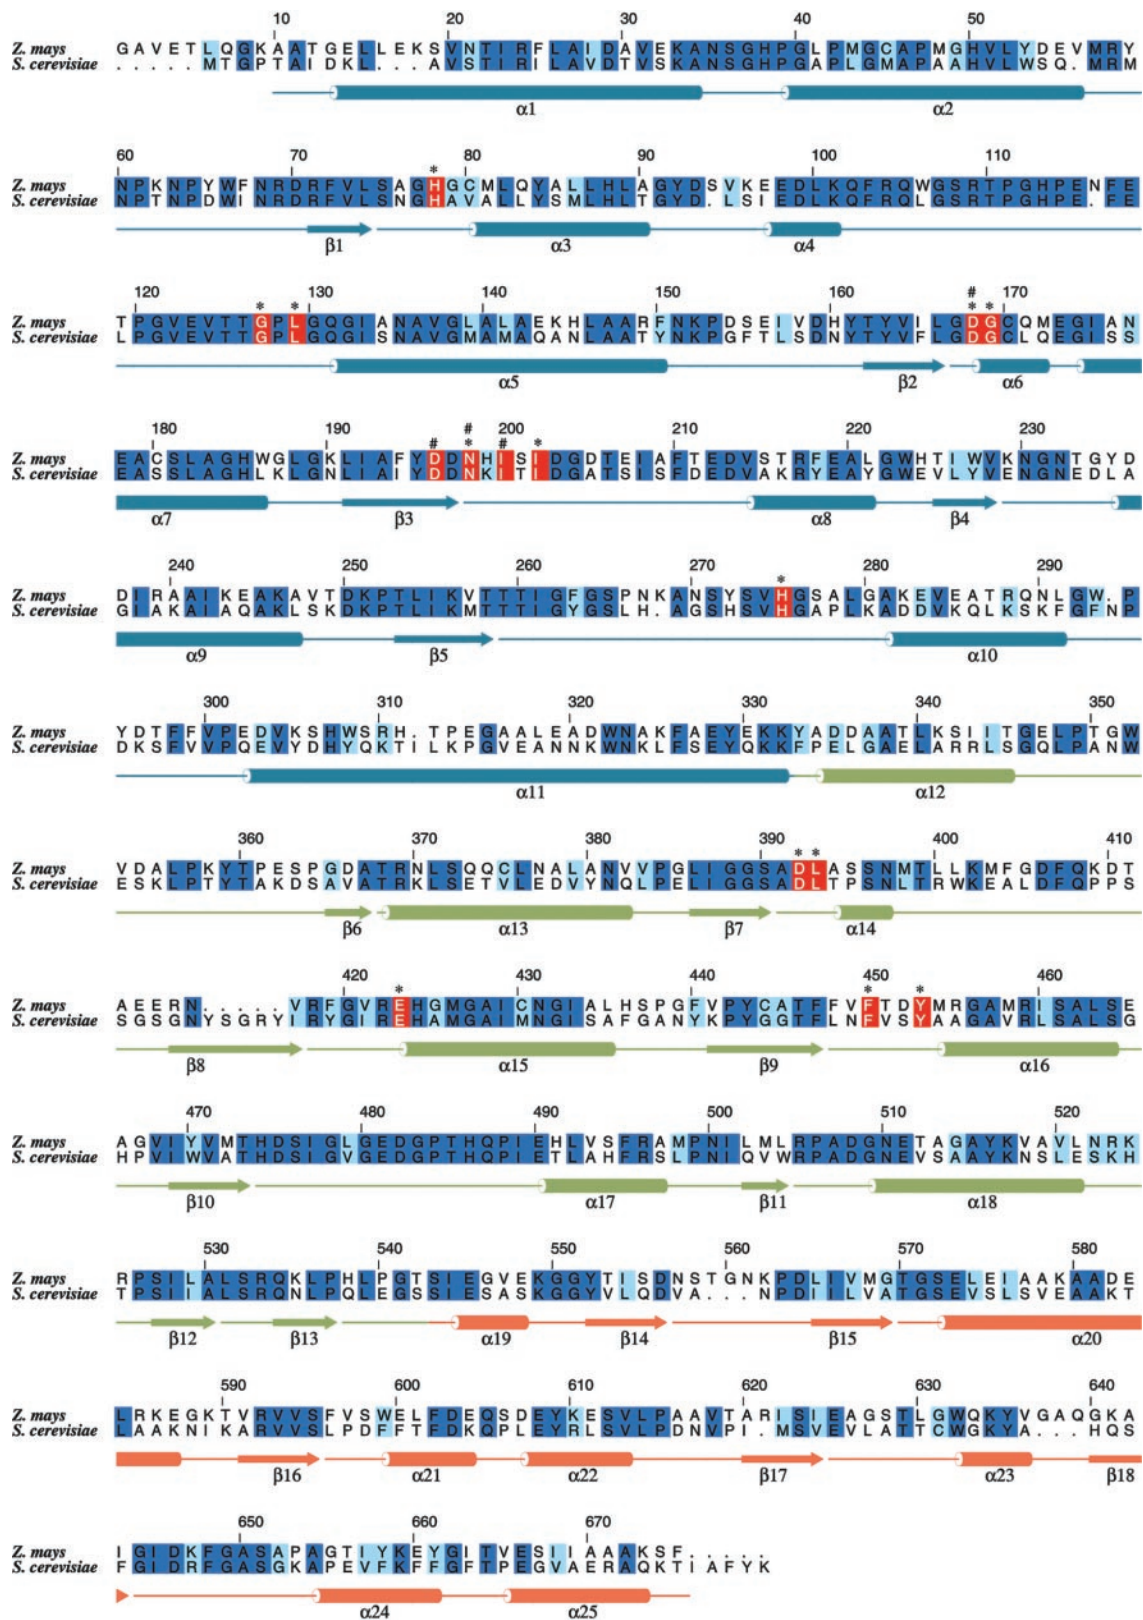 10 20 30 40 50
Z. mays GAVETLQGKAATGELLEKSVNTIRFLAIDAVEKANSGHPGLPMGCAPMGHVLYDEVMRY
S. cerevisiae .....MTGPTAIDKL...AVSTIRILAVDTVSKANSGHPGAPLGMAPAAHVLWSQ.MRM
α1 α2
60 70 80 90 100 110
*
Z. mays NPKNPYWFNRDRFVLSAGHGCMLQYALLHLAGYDSVKEEDLKQFRQWGSRTPGHPENFE
S. cerevisiae NPTNPDWINRDRFVLSNGHAVALLYSMLHLTGYD.LSIEDLKQFRQLGSRTPGHPE.FE
β1 α3 α4
120 130 140 150 160 170
* * # * *
Z. mays TPGVEVTTGPLGQGIANAVGLALAEKHLAARFNKPDSEIVDHYTYVILGDGCQMEGIAN
S. cerevisiae LPGVEVTTGPLGQGISNAVGMAMAQANLAATYNKPGFTLSDNYTYVFLGDGCLQEGISS
α5 β2 α6
180 190 200 210 220 230
# # * # *
Z. mays EACSLAGHWGLGKLIAFYDDNHISIDGDTEIAFTEDVSTRFEALGWHTIWVKNGNTGYD
S. cerevisiae EASSLAGHLKLGNLIAIYDDNKITIDGATSISFDEDVAKRYEAYGWEVLYVENGNEDLA
α7 β3 α8 β4
240 250 260 270 280 290
*
Z. mays DIRAAIKEAKAVTDKPTLIKVTTTIGFGSPNKANSYSVHGSALGAKEVEATRQNLGW.P
S. cerevisiae GIAKAIAQAKLSKDKPTLIKMTTTIGYGSLH.AGSHSVHGAPLKADDVKQLKSKFGFNP
α9 β5 α10
300 310 320 330 340 350
Z. mays YDTFFVPEDVKSHWSRH.TPEGAALEADWNAKFAEYEKKYADDAATLKSIITGELPTGW
S. cerevisiae DKSFVVPQEVYDHYQKTILKPGVEANNKWNKLFSEYQKKFPELGAELARRLSGQLPANW
α11 α12
360 370 380 390 400 410
* *
Z. mays VDALPKYTPESPGDATRNLSQQCLNALANVVPGLIGGSADLASSNMTLLKMFGDFQKDT
S. cerevisiae ESKLPTYTAKDSAVATRKLSETVLEDVYNQLPELIGGSADLTPSNLTRWKEALDFQPPS
β6 α13 β7 α14
420 430 440 450 460
* * *
Z. mays AEERN.....VRFGVREHGMGAICNGIALHSPGFVPYCATFFVFTDYMRGAMRISALSE
S. cerevisiae SGSGNYSGRYIRYGIREHAMGAIMNGISAFGANYKPYGGTFLNFVSYAAGAVRLSALSG
β8 α15 β9 α16
470 480 490 500 510 520
Z. mays AGVIYVMTHDSIGLGEDGPTHQPIEHLVSFRAMPNILMLRPADGNETAGAYKVAVLNRK
S. cerevisiae HPVIWVATHDSIGVGEDGPTHQPIETLAHFRSLPNIQVWRPADGNEVSAAYKNSLESKH
β10 α17 β11 α18
530 540 550 560 570 580
Z. mays RPSILALSRQKLPHLPGTSIEGVEKGGYTISDNSTGNKPDLIVMGTGSELEIAAKAADE
S. cerevisiae TPSIIALSRQNLPQLEGSSIESASKGGYVLQDVA...NPDIILVATGSEVSLSVEAAKT
β12 β13 α19 β14 β15 α20
590 600 610 620 630 640
Z. mays LRKEGKTVRVVSFVSWELFDEQSDEYKESVLPAAVTARISIEAGSTLGWQKYVGAQGKA
S. cerevisiae LAAKNIKARVVSLPDFFTFDKQPLEYRLSVLPDNVPI.MSVEVLATTCWGKYA...HQS
β16 α21 α22 β17 α23 β18
650 660 670
Z. mays IGIDKFGASAPAGTIYKEYGITVESIIAAAKSF.....
S. cerevisiae FGIDRFGASGKAPEVFKFFGFTPEGVAERAQKTIAFYK
α24 α25